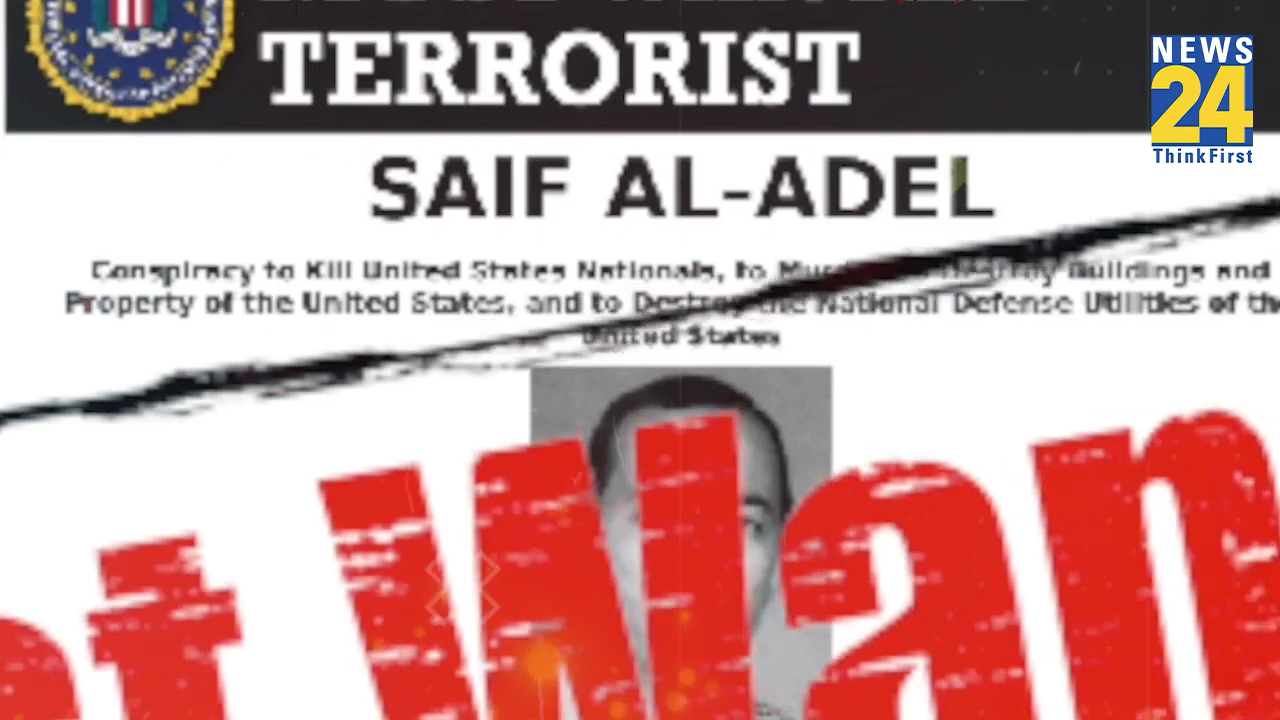 TERRORIST
NEWS
24
ThinkFirst
SAIF AL-ADEL
Conspiracy to Kill United States Nationals, to Buildings and
Property of the United States, and to Destroy the National Defense Utilities of
United States
t Wan